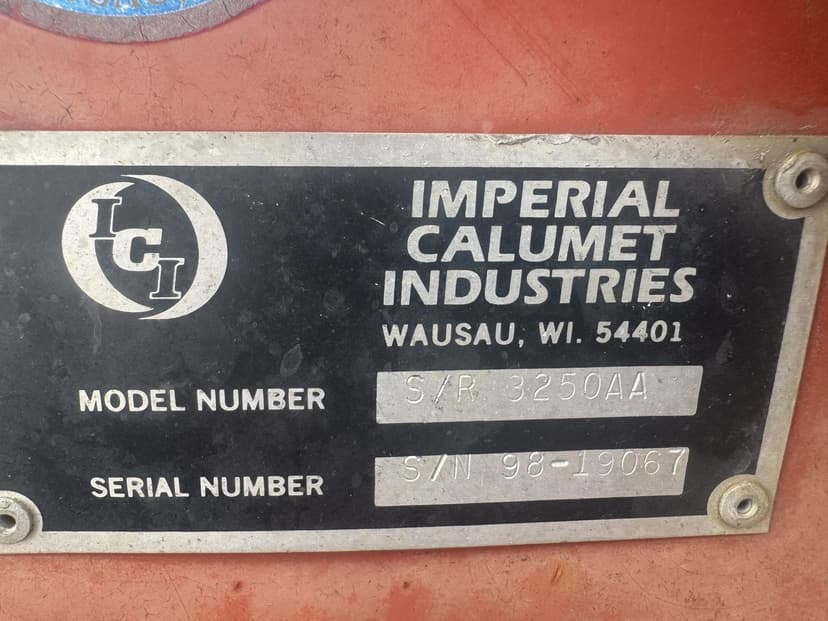 ICI
IMPERIAL
CALUMET
INDUSTRIES
WAUSAU, WI. 54401
MODEL NUMBER S/R 3250AA
SERIAL NUMBER S/N 98-19067